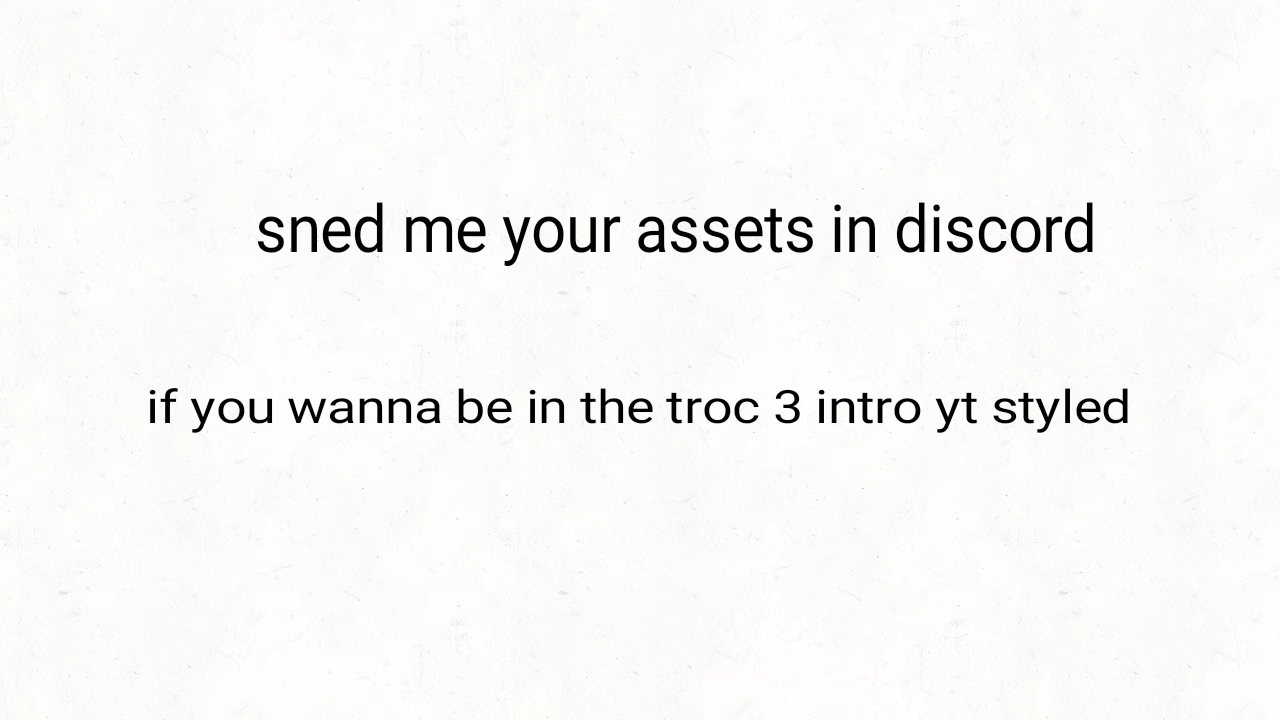 sned me your assets in discord
if you wanna be in the troc 3 intro yt styled